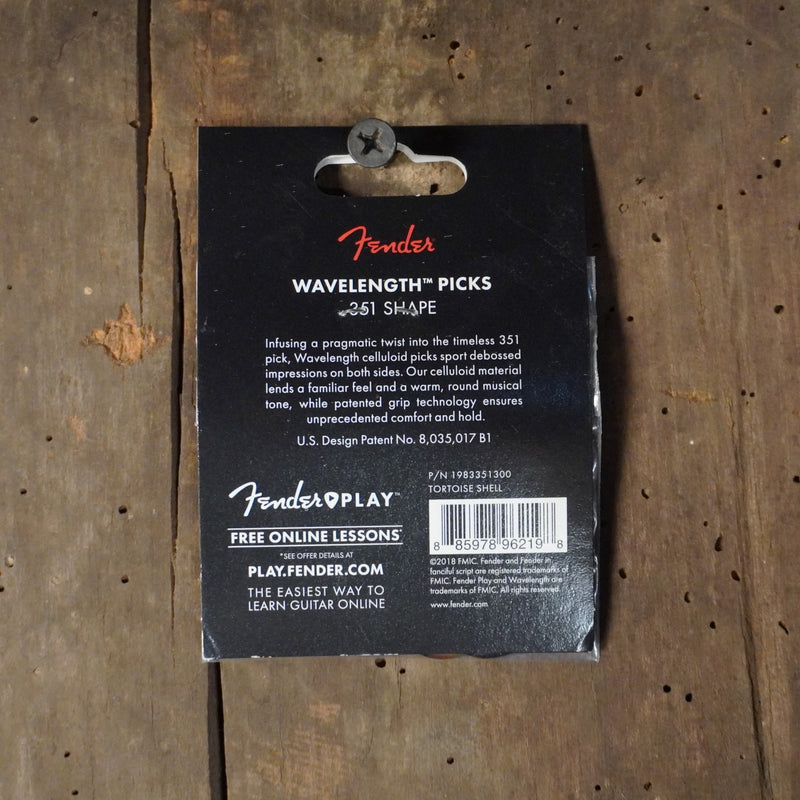 Fender
WAVELENGTH™ PICKS
351 SHAPE
Infusing a pragmatic twist into the timeless 351
pick, Wavelength celluloid picks sport debossed
impressions on both sides. Our celluloid material
lends a familiar feel and a warm, round musical
tone, while patented grip technology ensures
unprecedented comfort and hold.
U.S. Design Patent No. 8,035,017 B1
P/N 1983351300
TORTOISE SHELL
8 85978 96219 8
©2018 FMIC. Fender and Fender in
fanciful script are registered trademarks of
FMIC. Fender Play and Wavelength are
trademarks of FMIC. All rights reserved.
www.fender.com
Fender PLAY™
FREE ONLINE LESSONS*
*SEE OFFER DETAILS AT
PLAY.FENDER.COM
THE EASIEST WAY TO
LEARN GUITAR ONLINE